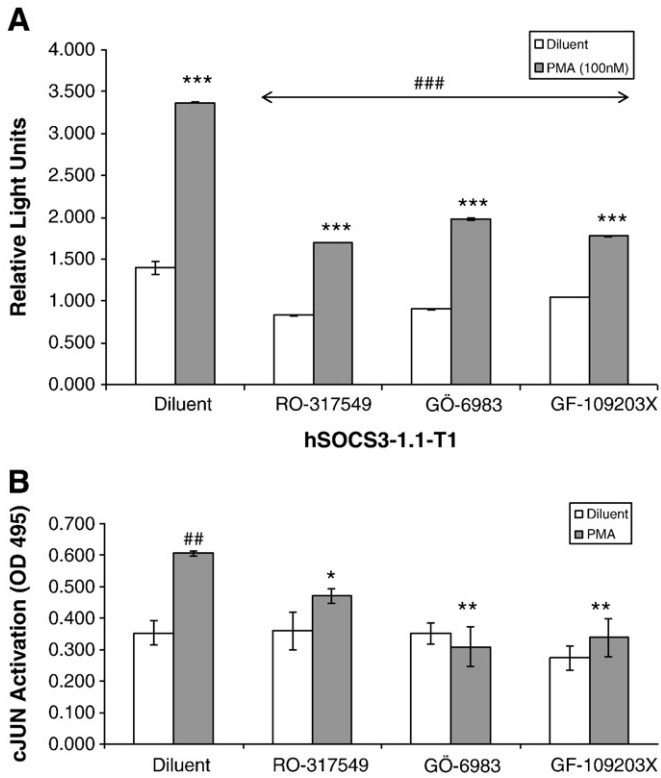 A
Relative Light Units
4.000
3.500
3.000
2.500
2.000
1.500
1.000
0.500
0.000
Diluent
PMA (100nM)
***
###
***
***
***
Diluent
RO-317549
GÖ-6983
GF-109203X
hSOCS3-1.1-T1
B
cJUN Activation (OD 495)
0.700
0.600
0.500
0.400
0.300
0.200
0.100
0.000
Diluent
PMA
##
*
**
**
Diluent
RO-317549
GÖ-6983
GF-109203X